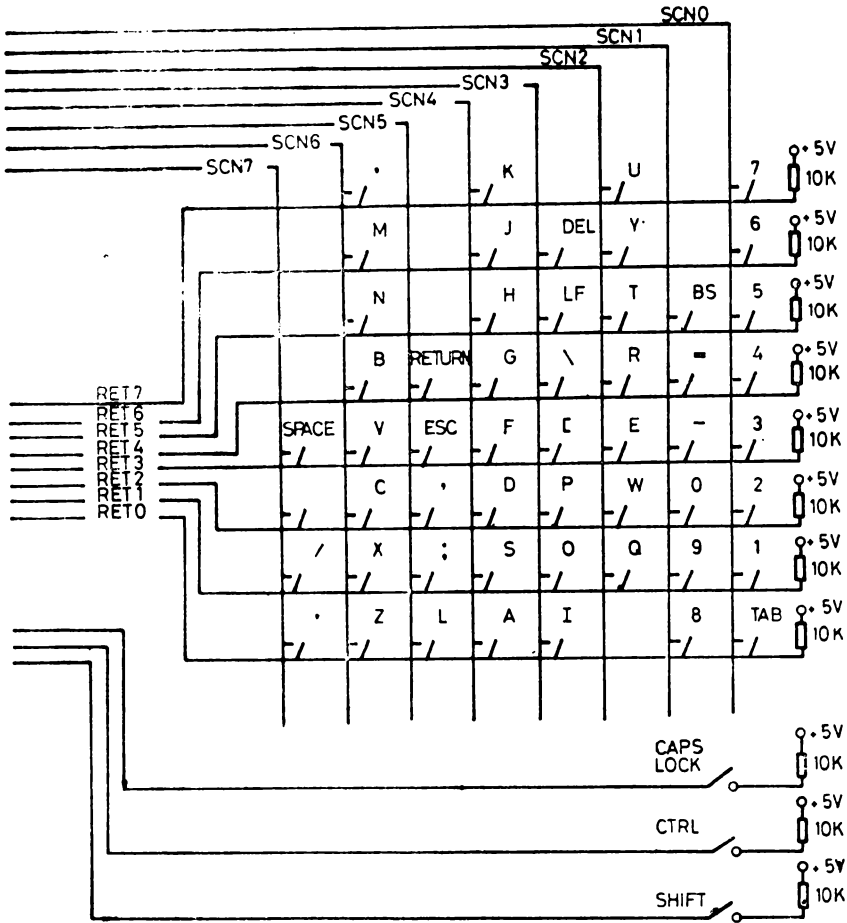 SCN0
SCN1
SCN2
SCN3
SCN4
SCN5
SCN6
SCN7
+5V
, K U 7 10K
+5V
M J DEL Y 6 10K
+5V
N H LF T BS 5 10K
+5V
B RETURN G \ R = 4 10K
RET7
RET6
RET5
RET4
RET3
RET2
RET1
RET0
+5V
SPACE V ESC F [ E - 3 10K
+5V
C ' D P W 0 2 10K
+5V
/ X ; S O Q 9 1 10K
+5V
. Z L A I 8 TAB 10K
+5V
CAPS
LOCK 10K
+5V
CTRL 10K
+5V
SHIFT 10K